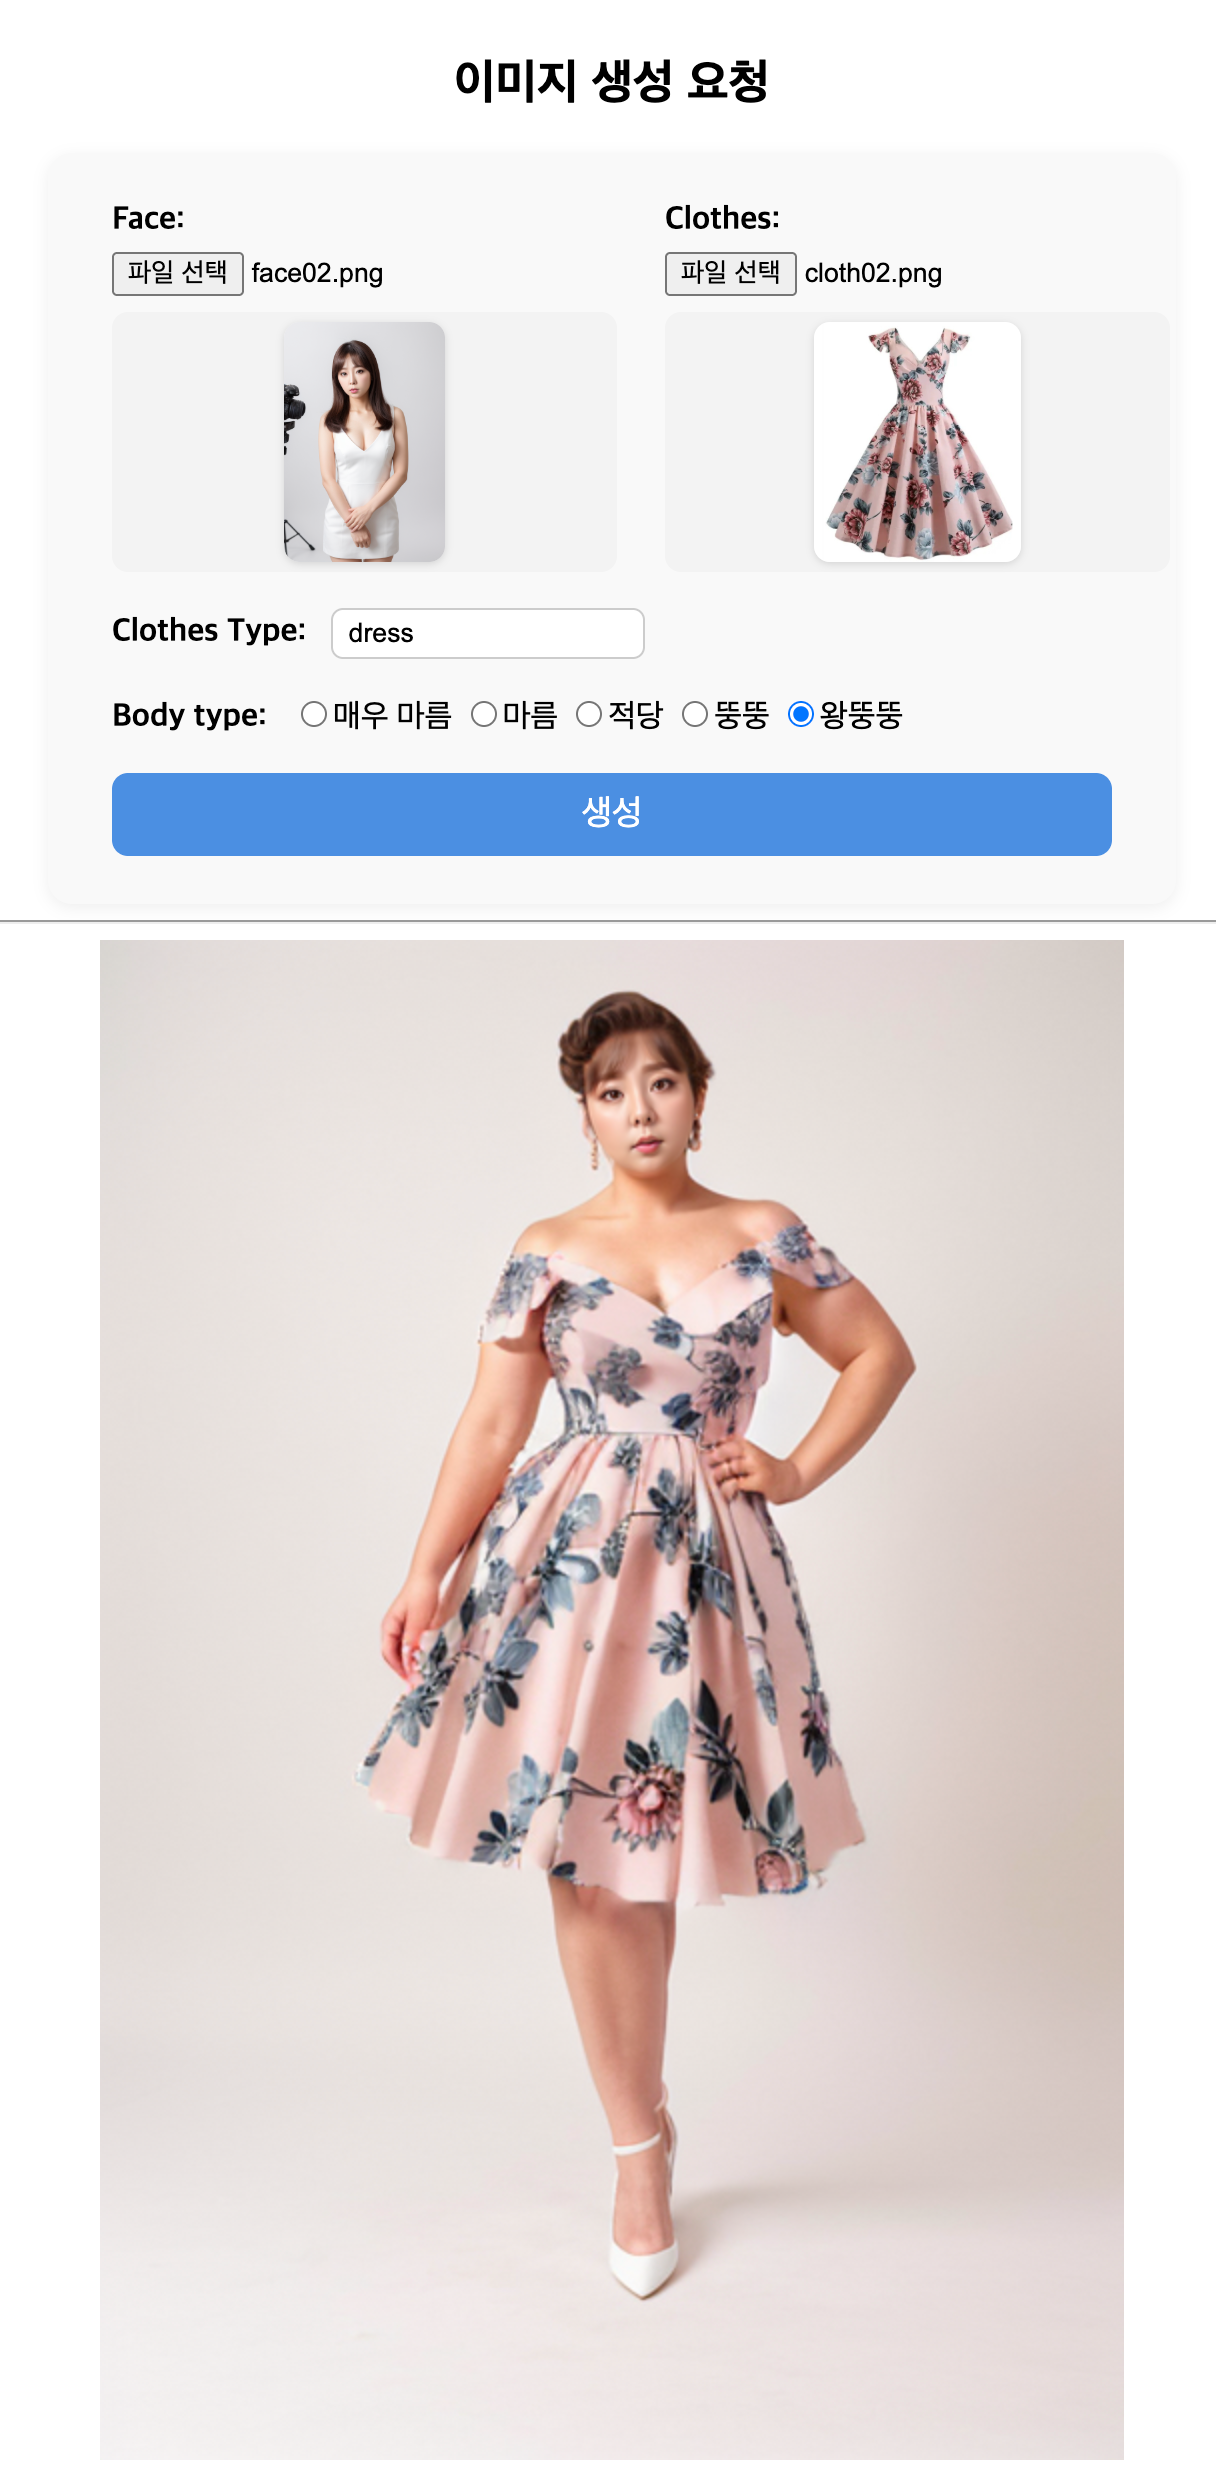 이미지 생성 요청
Face:
파일 선택 face02.png
Clothes:
파일 선택 cloth02.png
Clothes Type: dress
Body type: 매우 마름 마름 적당 뚱뚱 왕뚱뚱
생성